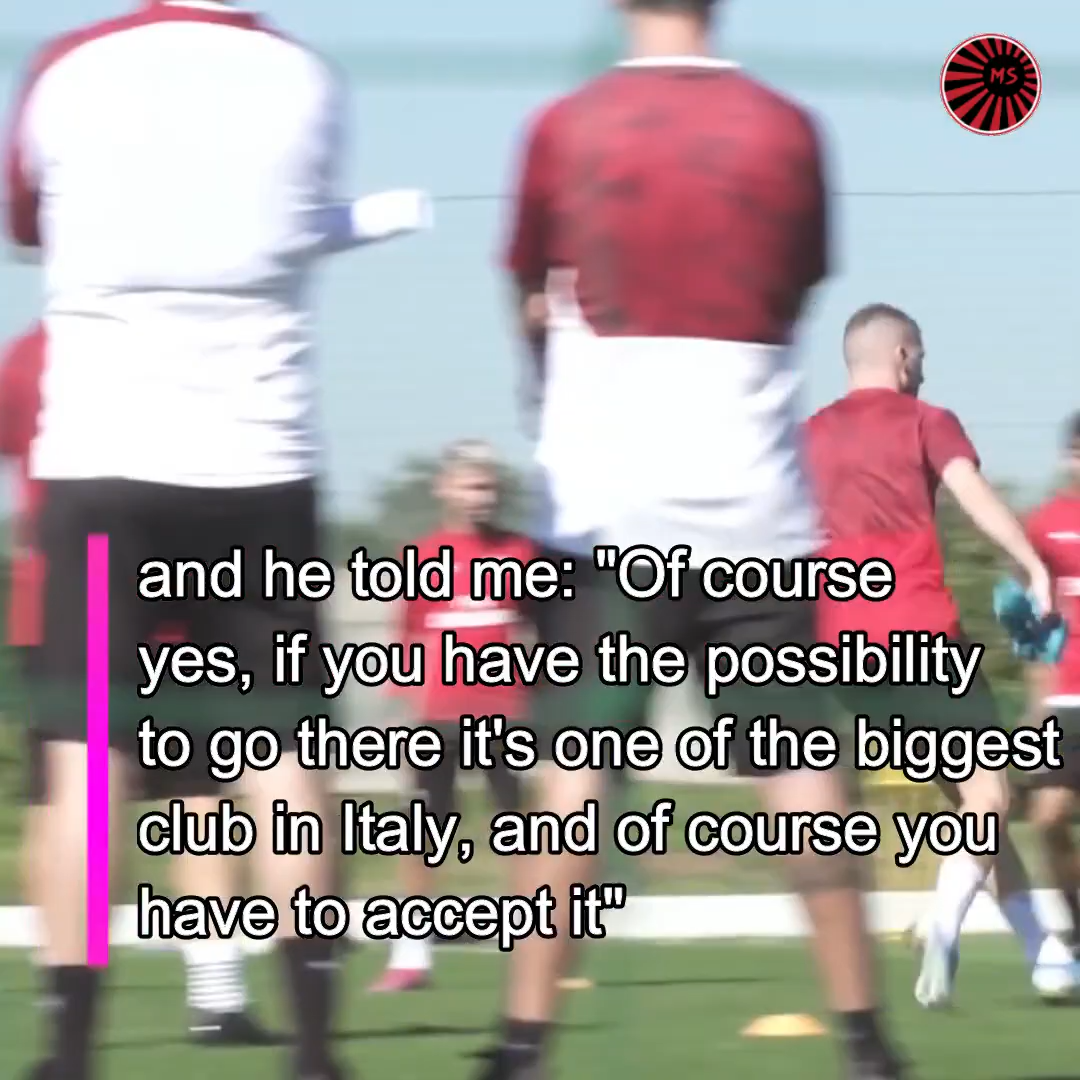 MS
and he told me: "Of course
yes, if you have the possibility
to go there it's one of the biggest
club in Italy, and of course you
have to accept it"